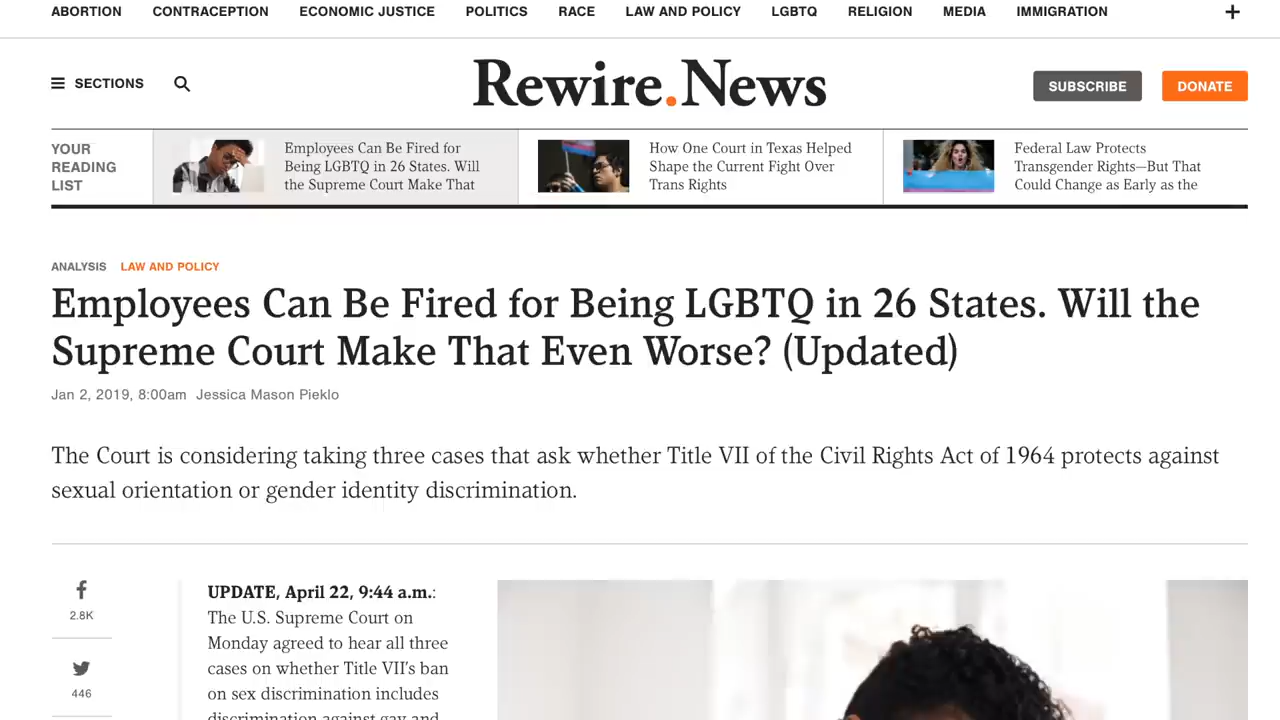 ABORTION CONTRACEPTION ECONOMIC JUSTICE POLITICS RACE LAW AND POLICY LGBTQ RELIGION MEDIA IMMIGRATION +
SECTIONS
Rewire.News
SUBSCRIBE DONATE
YOUR
READING
LIST
Employees Can Be Fired for
Being LGBTQ in 26 States. Will
the Supreme Court Make That
How One Court in Texas Helped
Shape the Current Fight Over
Trans Rights
Federal Law Protects
Transgender Rights—But That
Could Change as Early as the
ANALYSIS LAW AND POLICY
Employees Can Be Fired for Being LGBTQ in 26 States. Will the
Supreme Court Make That Even Worse? (Updated)
Jan 2, 2019, 8:00am Jessica Mason Pieklo
The Court is considering taking three cases that ask whether Title VII of the Civil Rights Act of 1964 protects against
sexual orientation or gender identity discrimination.
2.8K
446
UPDATE, April 22, 9:44 a.m.:
The U.S. Supreme Court on
Monday agreed to hear all three
cases on whether Title VII's ban
on sex discrimination includes
discrimination against gay and